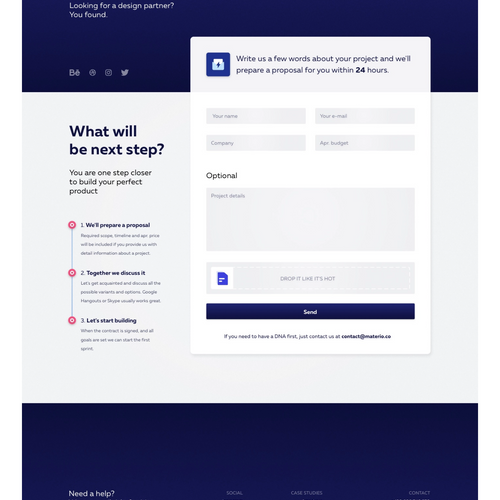 Looking for a design partner?
You found.
Bē
Write us a few words about your project and we'll
prepare a proposal for you within 24 hours.
Your name
Your e-mail
Company
Apr. budget
What will
be next step?
You are one step closer
to build your perfect
product
Optional
Project details
1. We'll prepare a proposal
Required scope, timeline and apr. price
will be included if you provide us with
detail information about a project.
2. Together we discuss it
Let's get acquainted and discuss all the
possible variants and options. Google
Hangouts or Skype usually works great.
3. Let's start building
When the contract is signed, and all
goals are set we can start the first
sprint.
DROP IT LIKE IT'S HOT
Send
If you need to have a DNA first, just contact us at contact@materio.co
Need a help?
SOCIAL
CASE STUDIES
CONTACT